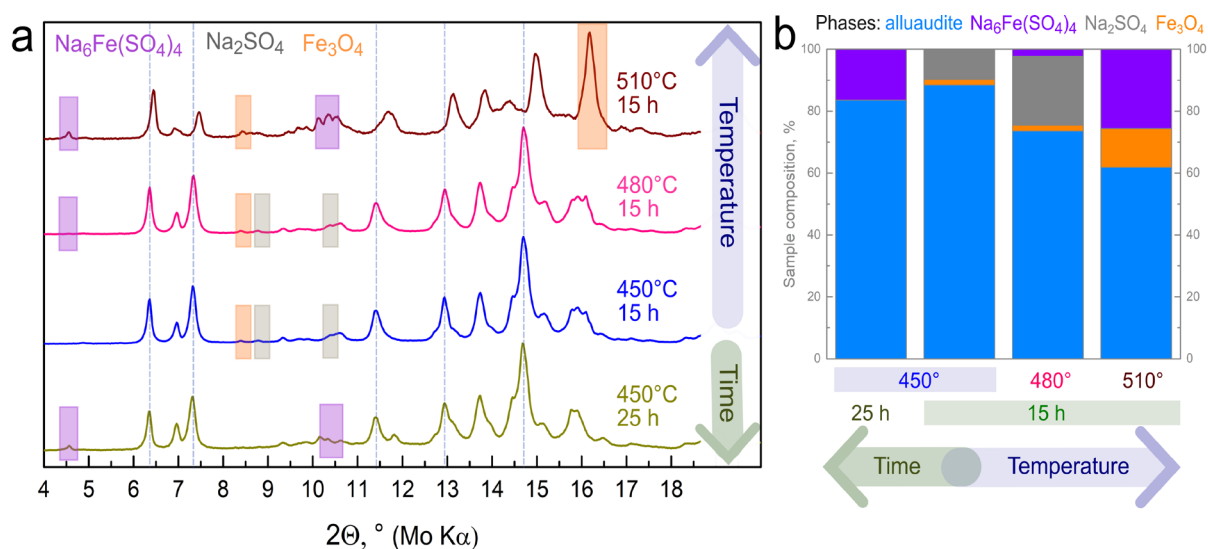 a
Na₆Fe(SO₄)₄ Na₂SO₄ Fe₃O₄
510°C
15 h
480°C
15 h
450°C
15 h
450°C
25 h
Temperature
Time
4 5 6 7 8 9 10 11 12 13 14 15 16 17 18
2Θ, ° (Mo Kα)
b
Phases: alluaudite Na₆Fe(SO₄)₄ Na₂SO₄ Fe₃O₄
100 100
80 80
60 60
40 40
20 20
0 0
Sample composition, %
450° 480° 510°
25 h 15 h
Time Temperature